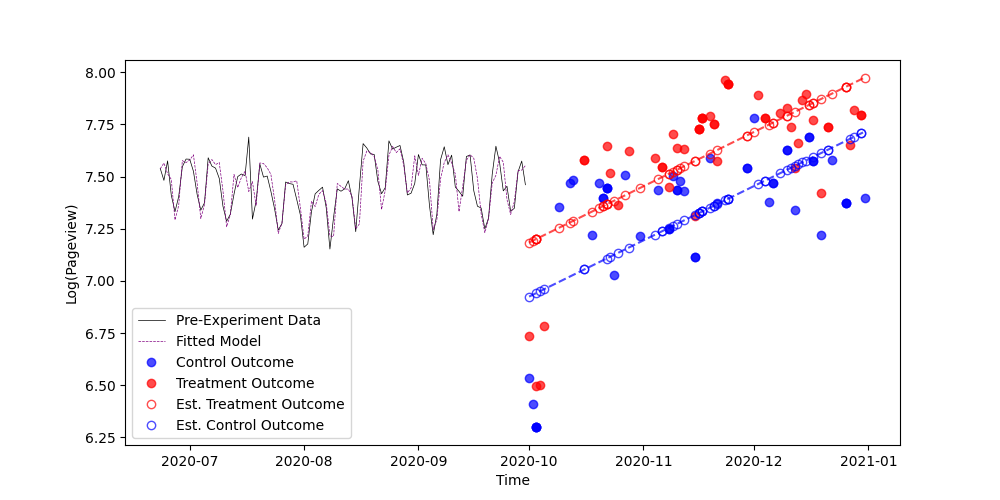 8.00
7.75
7.50
7.25
7.00
6.75
6.50
6.25
Log(Pageview)
Pre-Experiment Data
Fitted Model
Control Outcome
Treatment Outcome
Est. Treatment Outcome
Est. Control Outcome
2020-07
2020-08
2020-09
2020-10
2020-11
2020-12
2021-01
Time